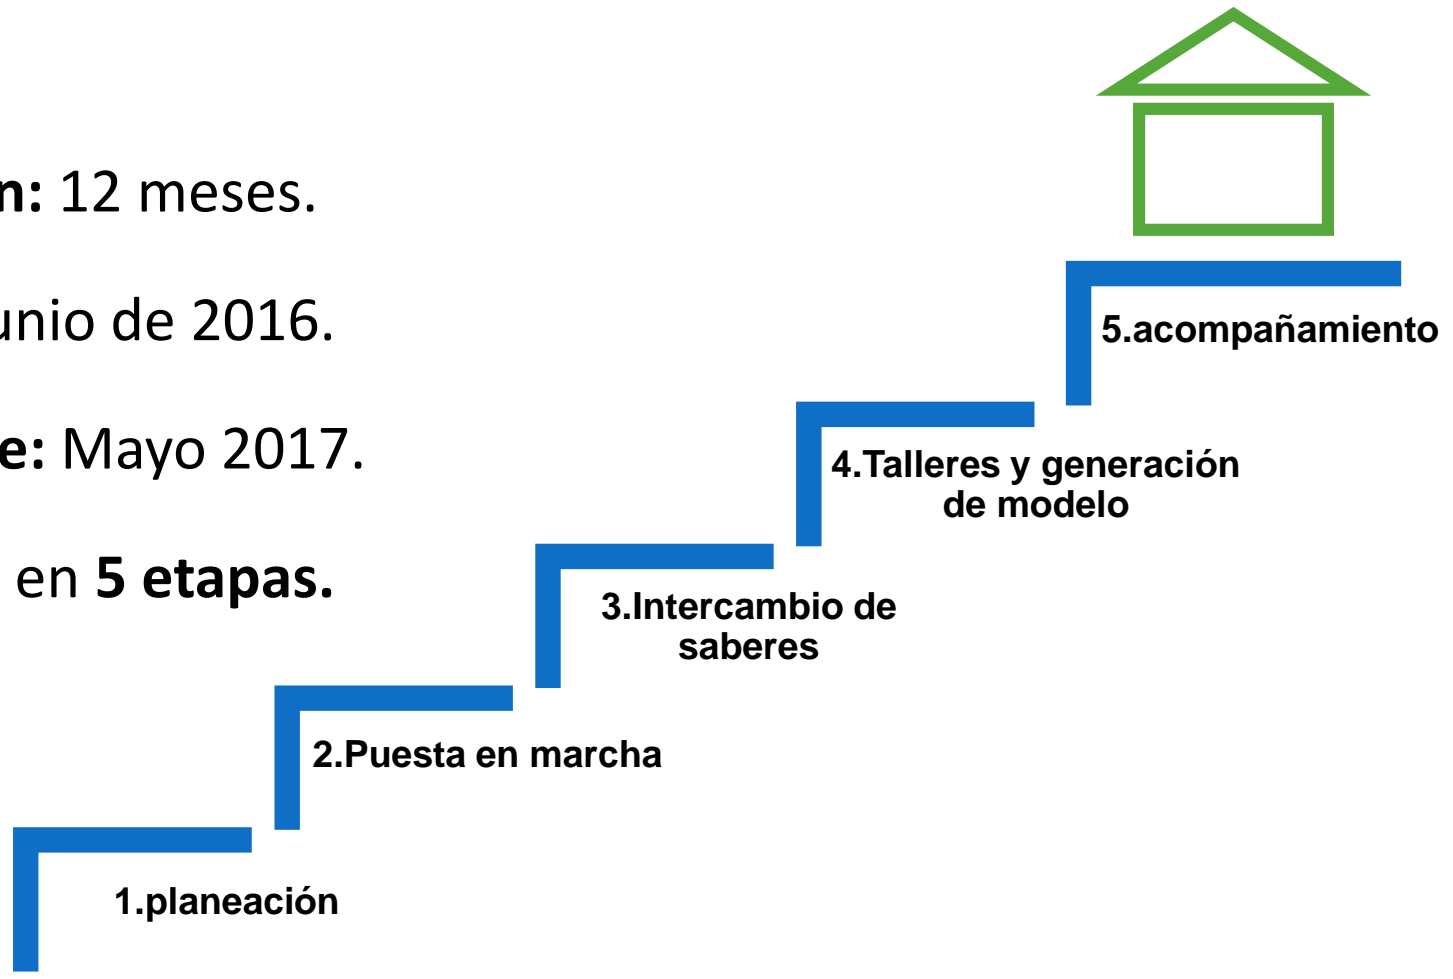 n: 12 meses.
unio de 2016.
e: Mayo 2017.
en 5 etapas.
5.acompañamiento
4.Talleres y generación
de modelo
3.Intercambio de
saberes
2.Puesta en marcha
1.planeación